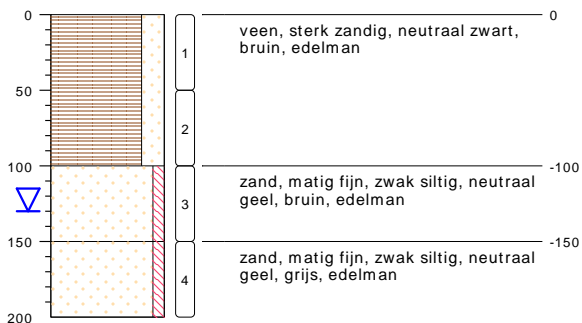 0
0
veen, sterk zandig, neutraal zwart,
bruin, edelman
1
50
2
100
-100
zand, matig fijn, zwak siltig, neutraal
geel, bruin, edelman
3
150
-150
zand, matig fijn, zwak siltig, neutraal
geel, grijs, edelman
4
200